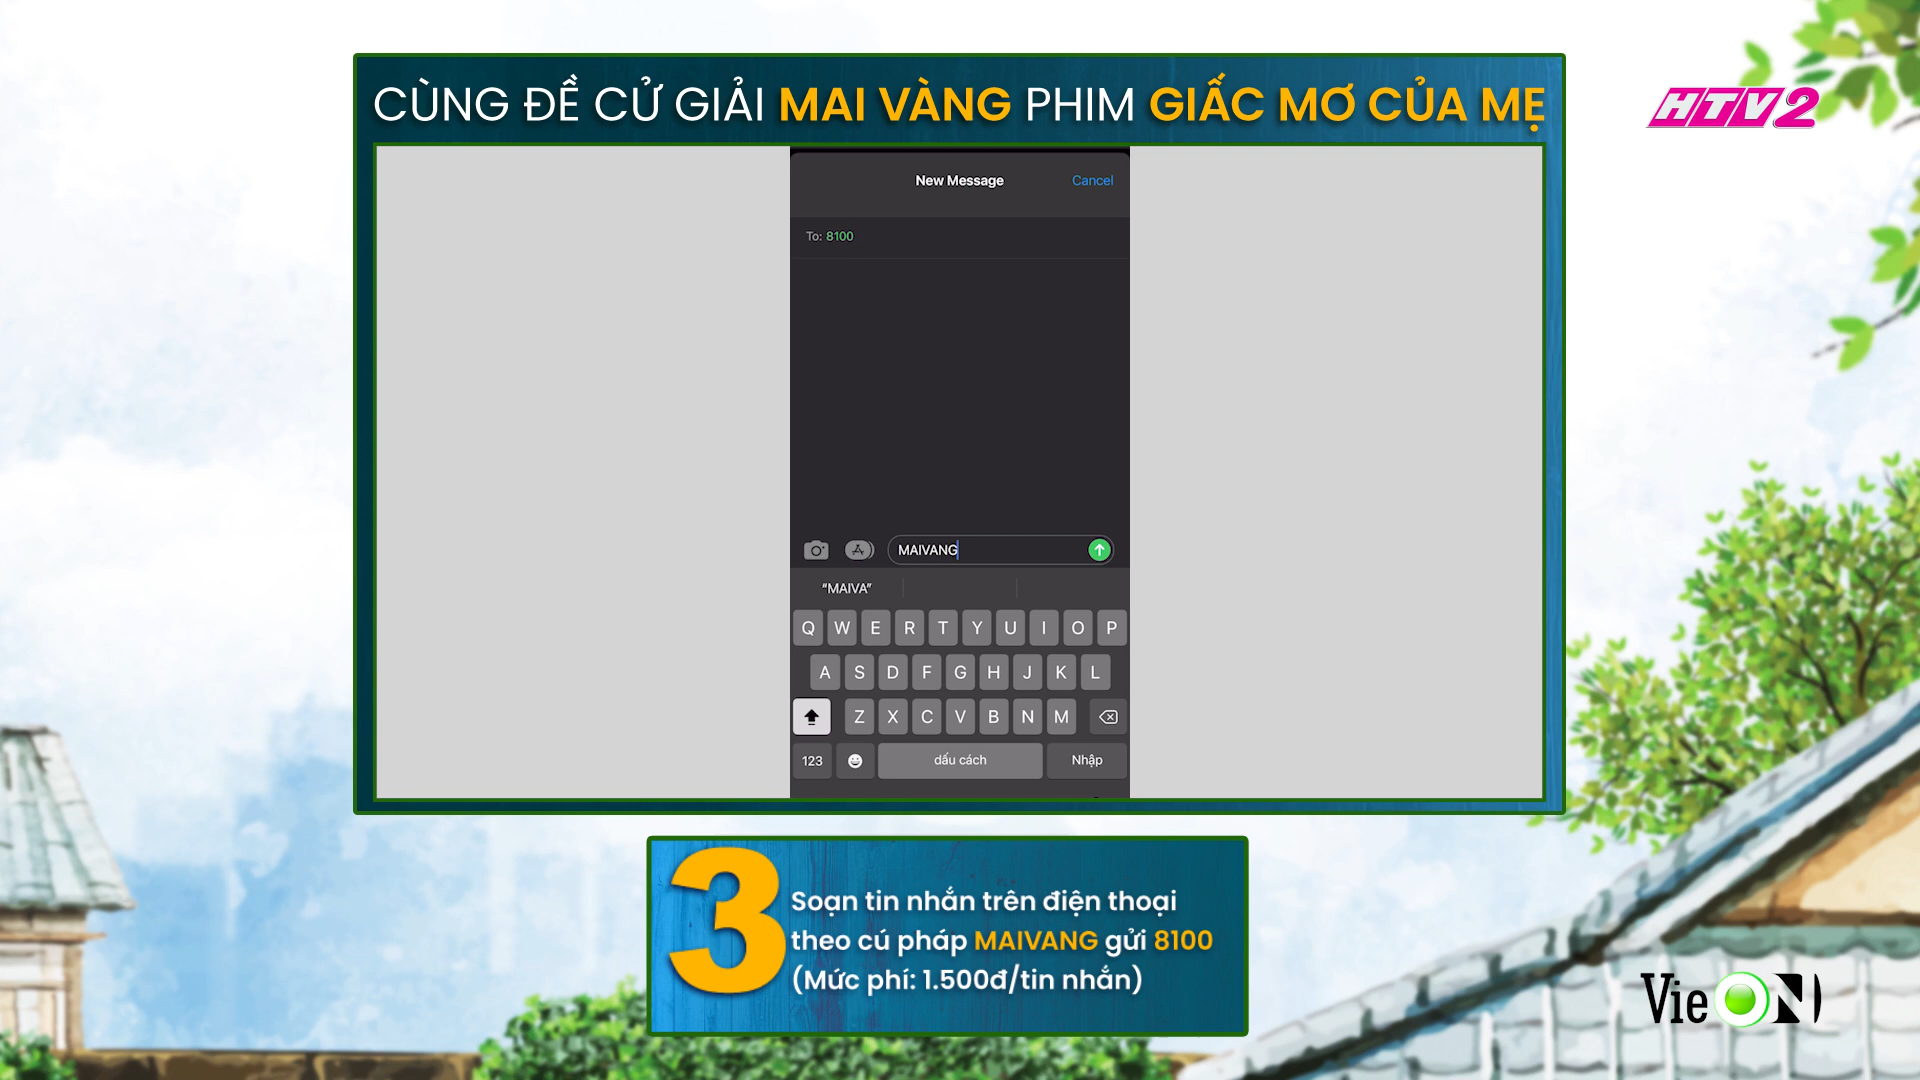 CÙNG ĐỀ CỬ GIẢI MAI VÀNG PHIM GIẤC MƠ CỦA MẸ
HTV2
New Message
Cancel
To: 8100
MAIVANG
“MAIVA”
Q W E R T Y U I O P
A S D F G H J K L
Z X C V B N M
123
dấu cách
Nhập
3
Soạn tin nhắn trên điện thoại
theo cú pháp MAIVANG gửi 8100
(Mức phí: 1.500đ/tin nhắn)
VieON